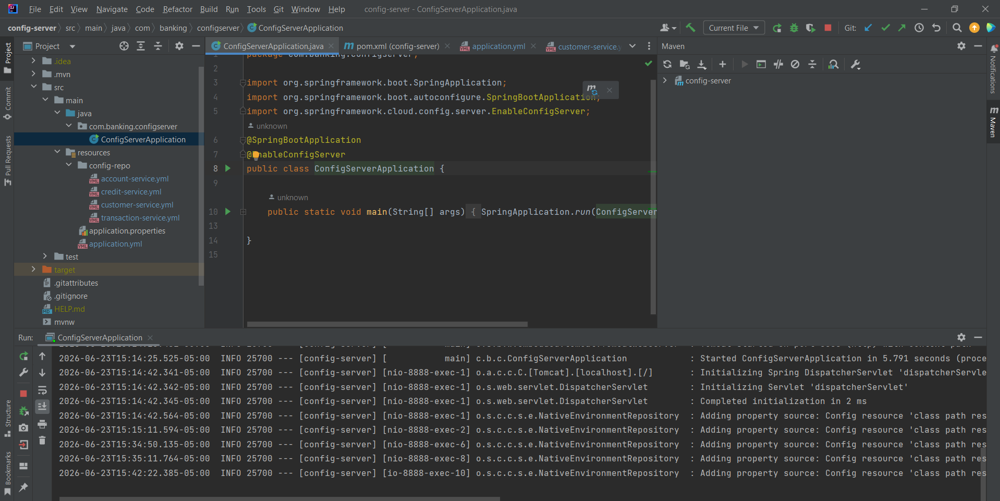 File Edit View Navigate Code Refactor Build Run Tools Git Window Help config-server - ConfigServerApplication.java
config-server src main java com banking configserver ConfigServerApplication Current File Git:
Project
ConfigServerApplication.java pom.xml (config-server) application.yml customer-service.y
Maven
config-server
Project
Commit
Pull Requests
Structure
Bookmarks
Notifications
Maven
.idea
.mvn
src
main
java
com.banking.configserver
ConfigServerApplication
resources
config-repo
account-service.yml
credit-service.yml
customer-service.yml
transaction-service.yml
application.properties
application.yml
test
target
.gitattributes
.gitignore
HELP.md
mvnw
1 package com.banking.configserver;
2
3 import org.springframework.boot.SpringApplication;
4 import org.springframework.boot.autoconfigure.SpringBootApplication;
5 import org.springframework.cloud.config.server.EnableConfigServer;
unknown
6 @SpringBootApplication
7 @EnableConfigServer
8 public class ConfigServerApplication {
9
unknown
10 public static void main(String[] args) { SpringApplication.run(ConfigServer
13
14 }
15
Run: ConfigServerApplication
2026-06-23T15:14:25.525-05:00 INFO 25700 --- [config-server] [ main] c.b.c.ConfigServerApplication : Started ConfigServerApplication in 5.791 seconds (proce
2026-06-23T15:14:42.341-05:00 INFO 25700 --- [config-server] [nio-8888-exec-1] o.a.c.c.C.[Tomcat].[localhost].[/] : Initializing Spring DispatcherServlet 'dispatcherServle
2026-06-23T15:14:42.342-05:00 INFO 25700 --- [config-server] [nio-8888-exec-1] o.s.web.servlet.DispatcherServlet : Initializing Servlet 'dispatcherServlet'
2026-06-23T15:14:42.345-05:00 INFO 25700 --- [config-server] [nio-8888-exec-1] o.s.web.servlet.DispatcherServlet : Completed initialization in 2 ms
2026-06-23T15:14:42.564-05:00 INFO 25700 --- [config-server] [nio-8888-exec-1] o.s.c.c.s.e.NativeEnvironmentRepository : Adding property source: Config resource 'class path res
2026-06-23T15:15:11.594-05:00 INFO 25700 --- [config-server] [nio-8888-exec-2] o.s.c.c.s.e.NativeEnvironmentRepository : Adding property source: Config resource 'class path res
2026-06-23T15:34:50.135-05:00 INFO 25700 --- [config-server] [nio-8888-exec-6] o.s.c.c.s.e.NativeEnvironmentRepository : Adding property source: Config resource 'class path res
2026-06-23T15:35:11.764-05:00 INFO 25700 --- [config-server] [nio-8888-exec-8] o.s.c.c.s.e.NativeEnvironmentRepository : Adding property source: Config resource 'class path res
2026-06-23T15:42:22.385-05:00 INFO 25700 --- [config-server] [io-8888-exec-10] o.s.c.c.s.e.NativeEnvironmentRepository : Adding property source: Config resource 'class path res